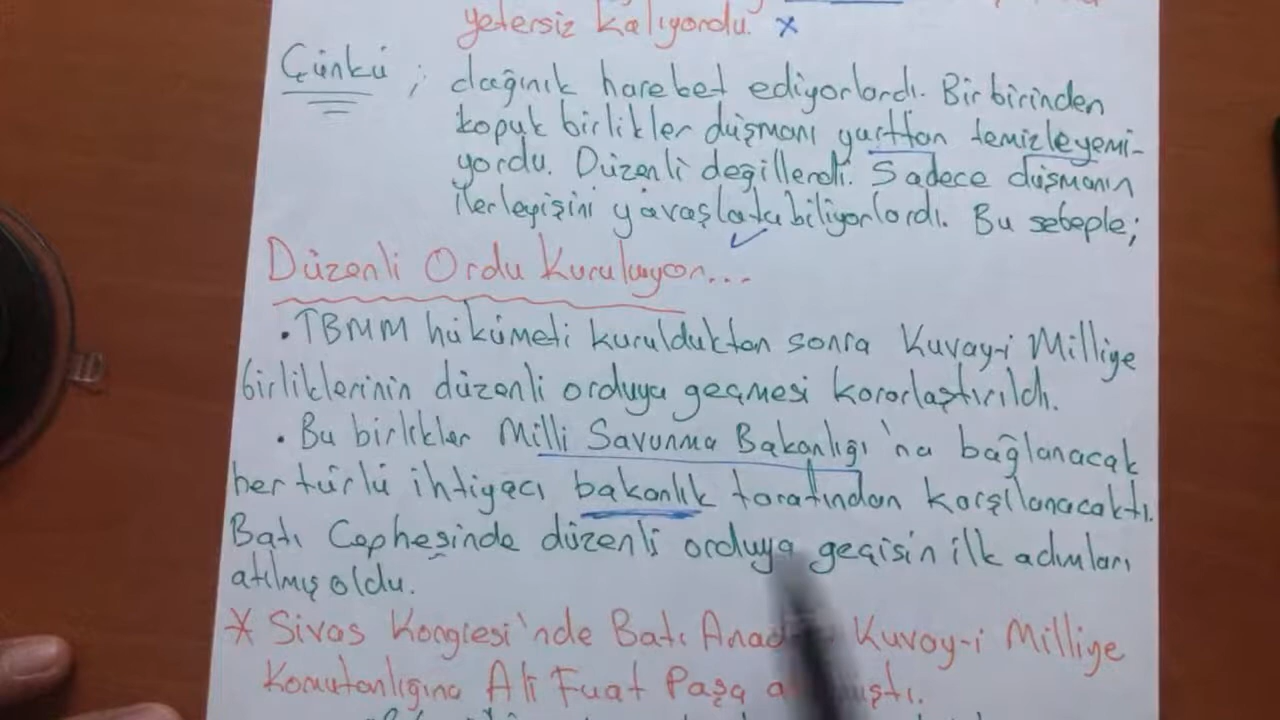 yetersiz kalıyordu. x
Çünkü ; dağınık hareket ediyorlardı. Birbirinden
kopuk birlikler düşmanı yurttan temizleyemi-
yordu. Düzenli değillerdi. Sadece düşmanın
ilerleyişini yavaşlatabiliyorlardı. Bu sebeple;
Düzenli Ordu Kuruluyor...
• TBMM hükümeti kurulduktan sonra Kuvay-i Milliye
birliklerinin düzenli orduya geçmesi kararlaştırıldı.
• Bu birlikler Milli Savunma Bakanlığı'na bağlanacak
her türlü ihtiyacı bakanlık tarafından karşılanacaktı.
Batı Cephesinde düzenli orduya geçisin ilk adımları
atılmış oldu.
* Sivas Kongresi'nde Batı Kuvay-i Milliye
Komutanlığına Ali Fuat Paşa